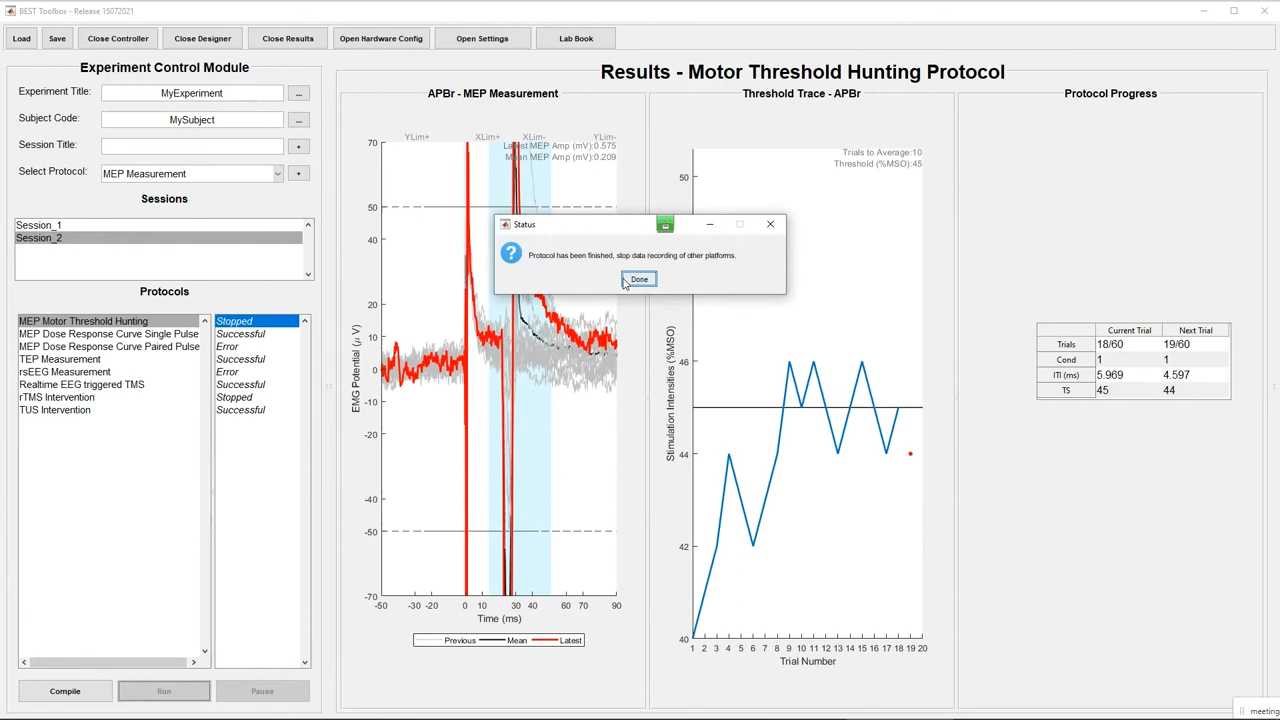 BEST Toolbox - Release 15072021
Load Save Close Controller Close Designer Close Results Open Hardware Config Open Settings Lab Book
Experiment Control Module
Experiment Title: MyExperiment ...
Subject Code: MySubject ...
Session Title: +
Select Protocol: MEP Measurement +
Sessions
Session_1
Session_2
Protocols
MEP Motor Threshold Hunting Stopped
MEP Dose Response Curve Single Pulse Successful
MEP Dose Response Curve Paired Pulse Error
TEP Measurement Successful
rsEEG Measurement Error
Realtime EEG triggered TMS Successful
rTMS Intervention Stopped
TUS Intervention Successful
Compile Run Pause
Results - Motor Threshold Hunting Protocol
APBr - MEP Measurement
YLim+ XLim+ XLim- YLim-
Latest MEP Amp (mV):0.575
Mean MEP Amp (mV):0.209
70
50
40
20
10
0
-10
-20
-40
-50
-70
EMG Potential (μ V)
-50 -30 -20 0 10 30 40 60 70 90
Time (ms)
Previous Mean Latest
Status
Protocol has been finished, stop data recording of other platforms.
Done
Threshold Trace - APBr
Trials to Average:10
Threshold (%MSO):45
50
46
44
42
40
Stimulation Intensities (%MSO)
1 2 3 4 5 6 7 8 9 10 11 12 13 14 15 16 17 18 19 20
Trial Number
Protocol Progress
Current Trial Next Trial
Trials 18/60 19/60
Cond 1 1
ITI (ms) 5.969 4.597
TS 45 44
meeting